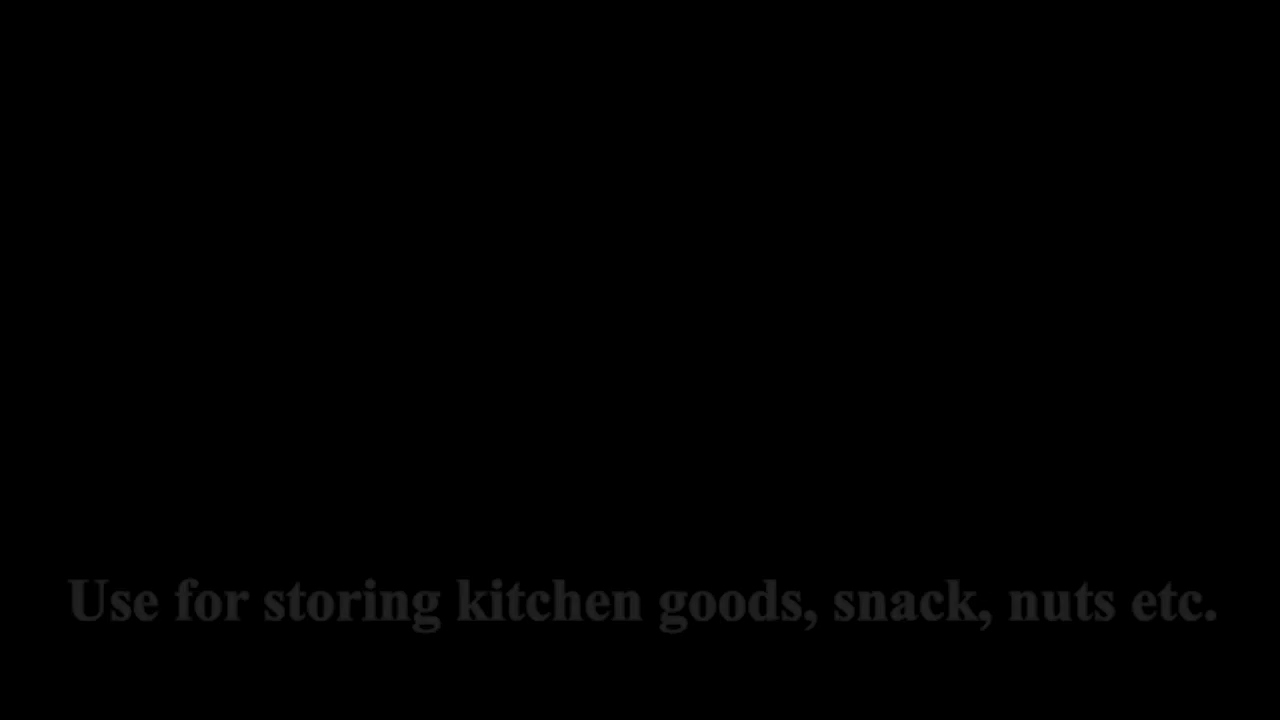 Use for storing kitchen goods, snack, nuts etc.